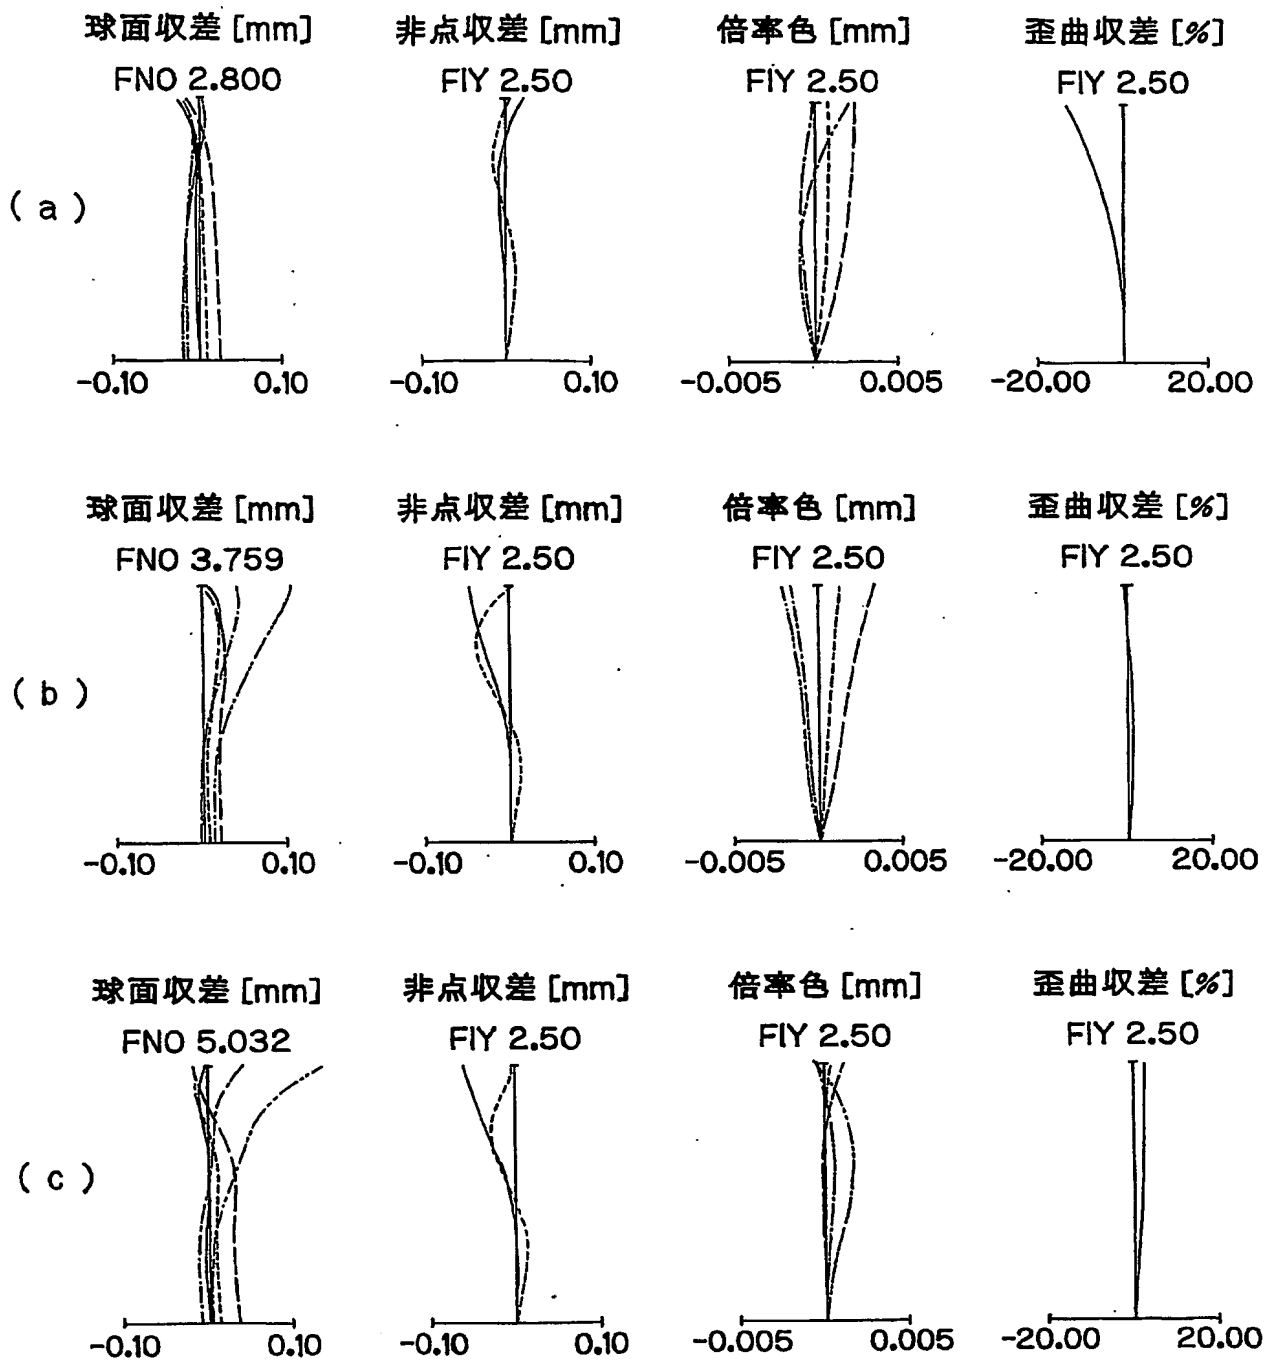 球面収差 [mm] 非点収差 [mm] 倍率色 [mm] 歪曲収差 [%]
FNO 2.800 FIY 2.50 FIY 2.50 FIY 2.50
(a)
-0.10 0.10 -0.10 0.10 -0.005 0.005 -20.00 20.00
球面収差 [mm] 非点収差 [mm] 倍率色 [mm] 歪曲収差 [%]
FNO 3.759 FIY 2.50 FIY 2.50 FIY 2.50
(b)
-0.10 0.10 -0.10 0.10 -0.005 0.005 -20.00 20.00
球面収差 [mm] 非点収差 [mm] 倍率色 [mm] 歪曲収差 [%]
FNO 5.032 FIY 2.50 FIY 2.50 FIY 2.50
(c)
-0.10 0.10 -0.10 0.10 -0.005 0.005 -20.00 20.00